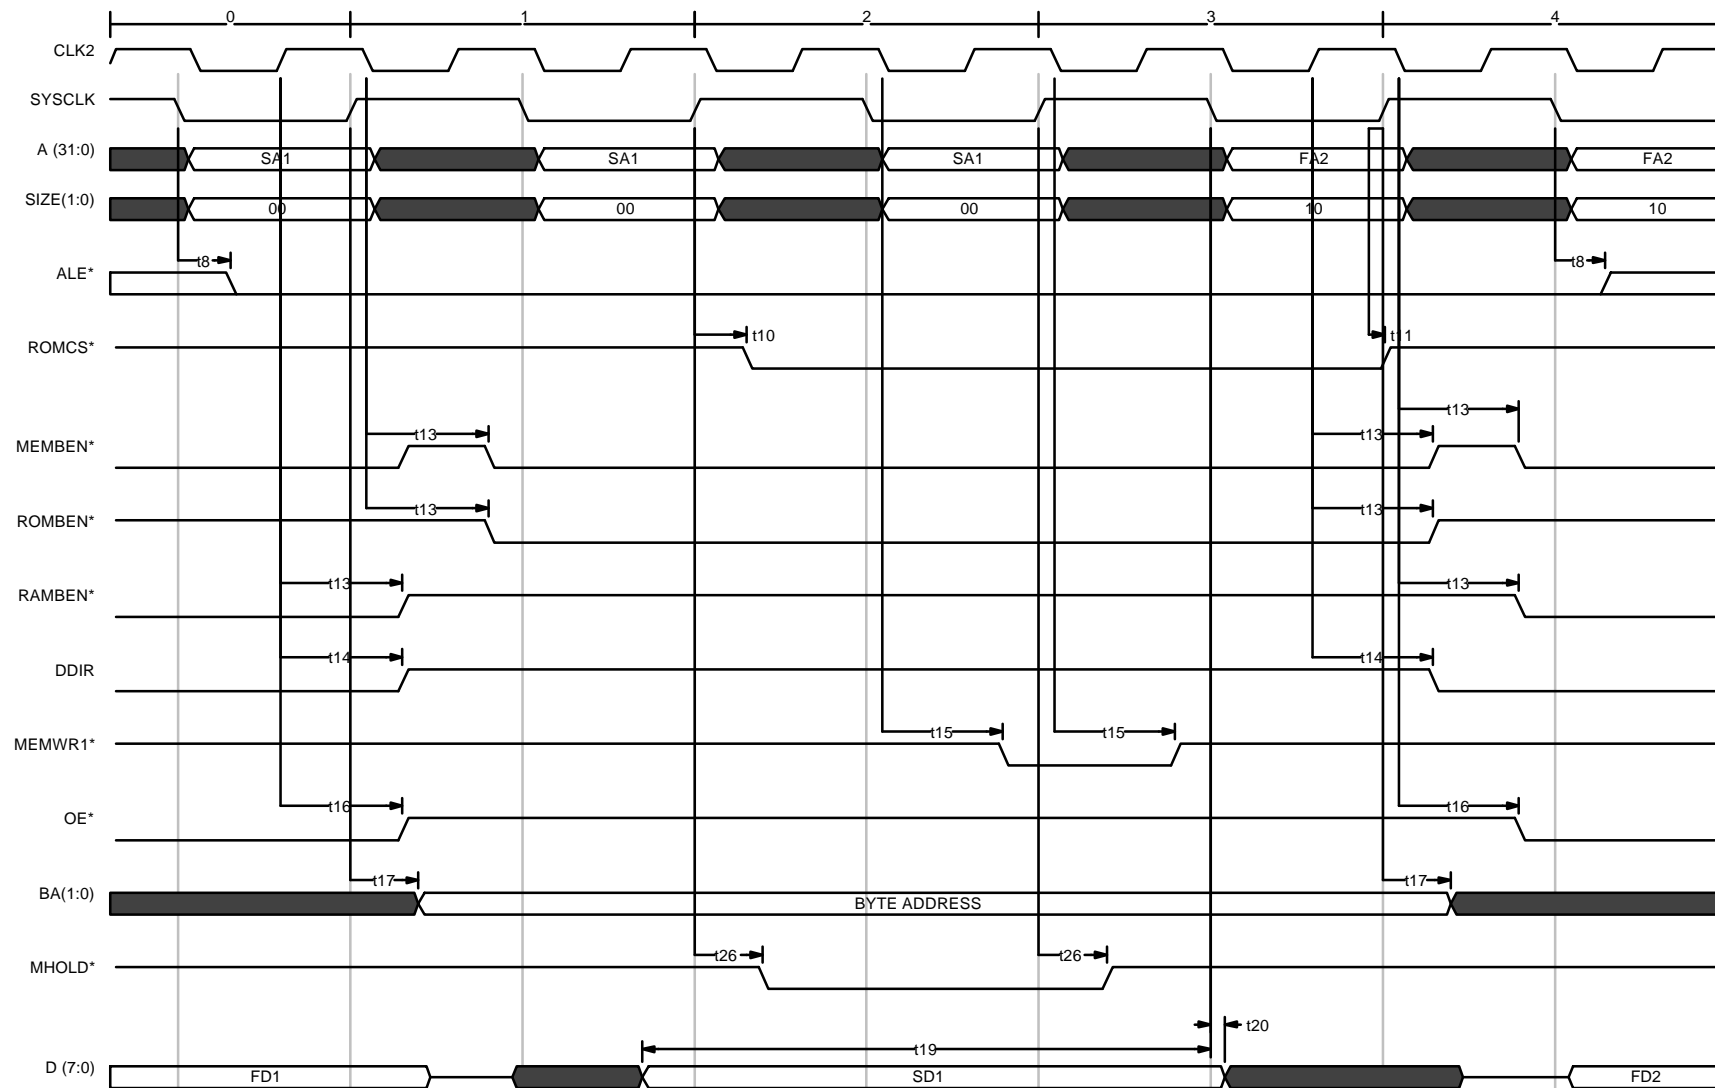 0 1 2 3 4
CLK2
SYSCLK
A (31:0) SA1 SA1 SA1 FA2 FA2
SIZE(1:0) 00 00 00 10 10
t8 t8
ALE*
t10 t11
ROMCS*
t13
t13 t13
MEMBEN*
t13 t13
ROMBEN*
t13 t13
RAMBEN*
t14 t14
DDIR
t15 t15
MEMWR1*
t16 t16
OE*
t17 t17
BA(1:0) BYTE ADDRESS
t26 t26
MHOLD*
t20
t19
D (7:0) FD1 SD1 FD2